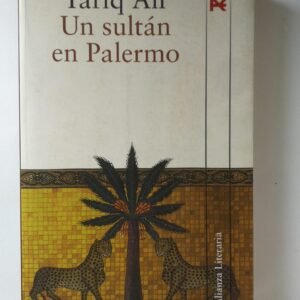 Tariq Ali
Un sultán
en Palermo
Alianza Literaria